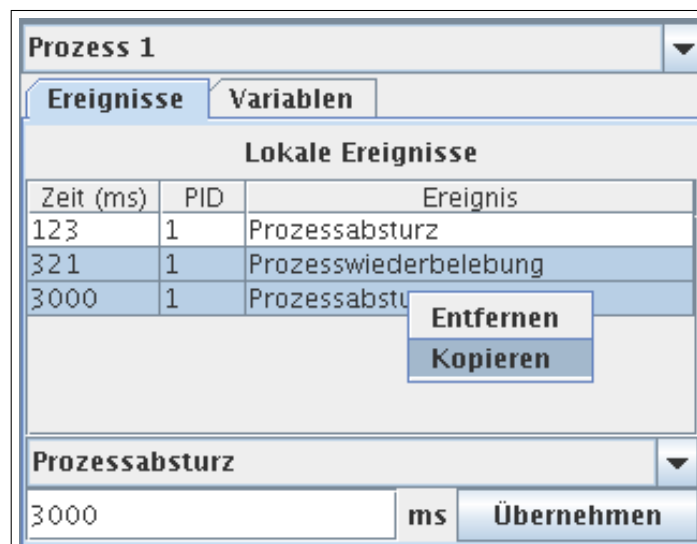 Prozess 1
Ereignisse Variablen
Lokale Ereignisse
Zeit (ms) PID Ereignis
123 1 Prozessabsturz
321 1 Prozesswiederbelebung
3000 1 Prozessabstu
Entfernen
Kopieren
Prozessabsturz
3000 ms Übernehmen